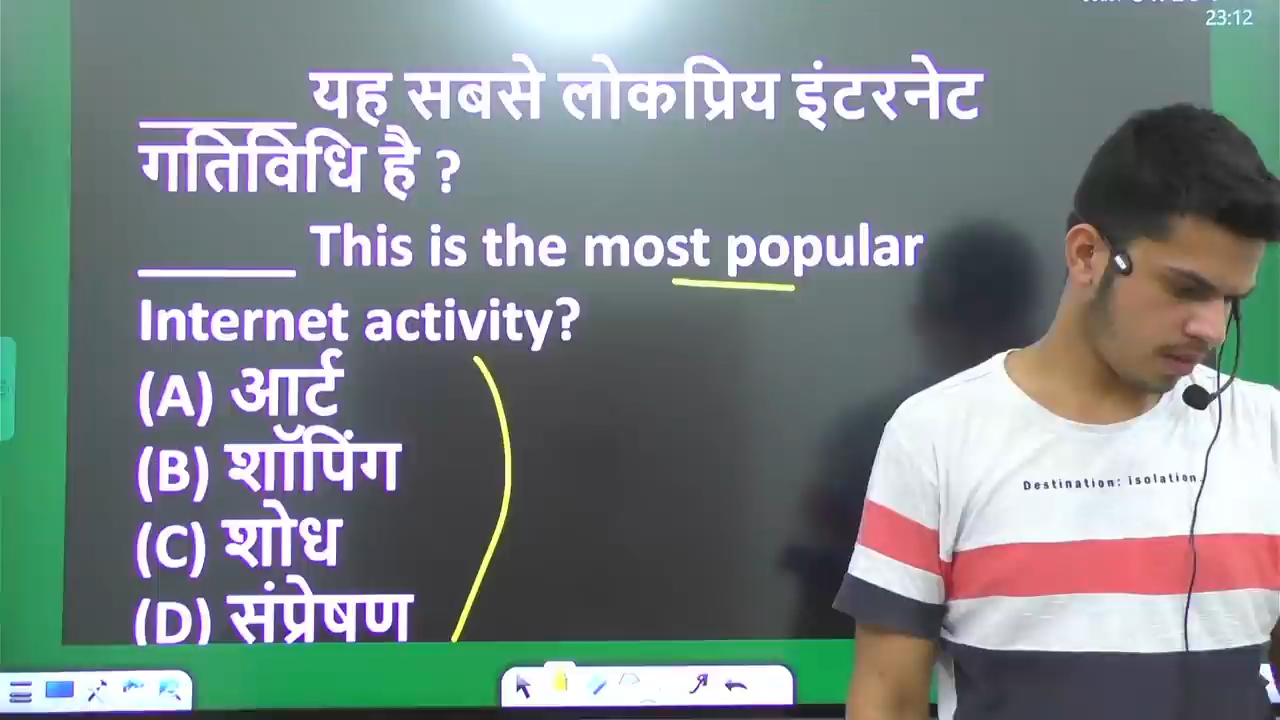 23:12
______ यह सबसे लोकप्रिय इंटरनेट
गतिविधि है ?
______ This is the most popular
Internet activity?
(A) आर्ट
(B) शॉपिंग
(C) शोध
(D) संप्रेषण
Destination: isolation.